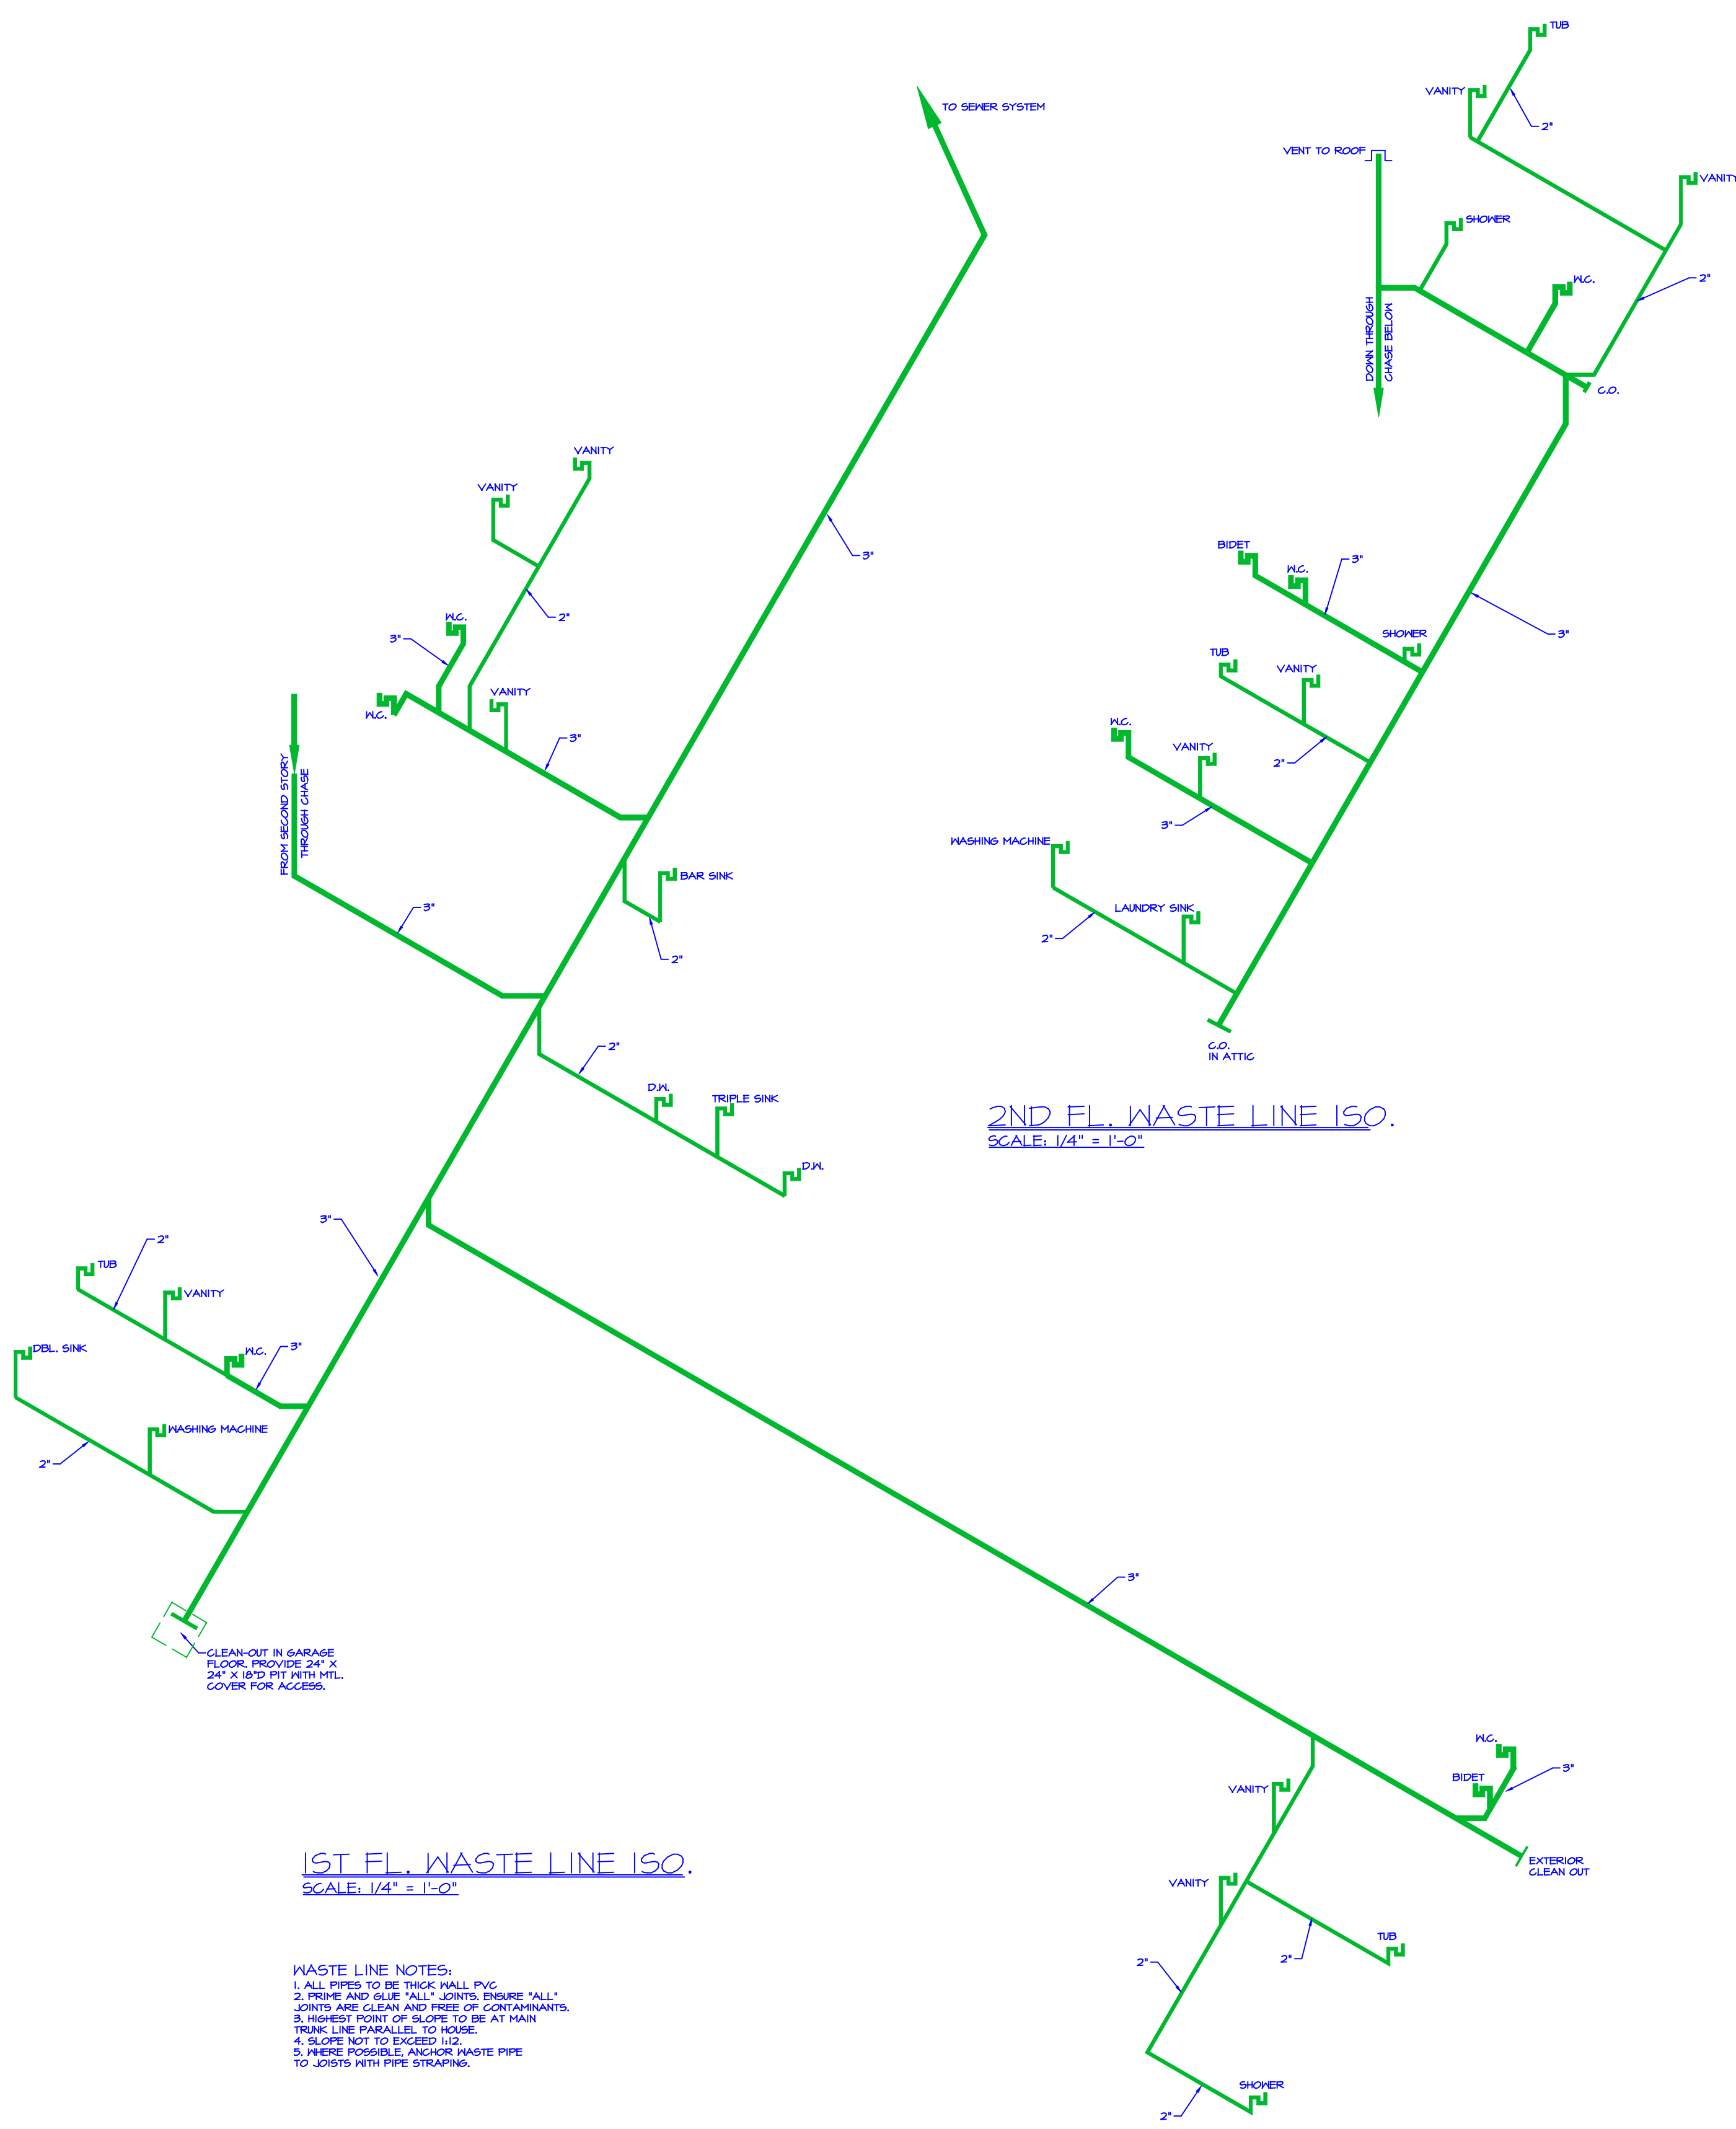 TUB
VANITY
2"
TO SEWER SYSTEM
VENT TO ROOF
VANITY
SHOWER
W.C.
2"
DOWN THROUGH
CHASE BELOW
C.O.
VANITY
VANITY
3"
2"
W.C.
3"
VANITY
W.C.
3"
FROM SECOND STORY
THROUGH CHASE
BIDET
W.C.
3"
SHOWER
3"
TUB
VANITY
W.C.
VANITY
2"
3"
WASHING MACHINE
LAUNDRY SINK
2"
C.O.
IN ATTIC
BAR SINK
3"
2"
2"
D.W.
TRIPLE SINK
D.W.
2ND FL. WASTE LINE ISO.
SCALE: 1/4" = 1'-0"
3"
2"
TUB
VANITY
DBL. SINK
W.C.
3"
WASHING MACHINE
2"
CLEAN-OUT IN GARAGE
FLOOR. PROVIDE 24" X
24" X 18"D PIT WITH MTL.
COVER FOR ACCESS.
3"
W.C.
BIDET
3"
VANITY
EXTERIOR
CLEAN OUT
VANITY
TUB
2"
2"
SHOWER
2"
1ST FL. WASTE LINE ISO.
SCALE: 1/4" = 1'-0"
WASTE LINE NOTES:
1. ALL PIPES TO BE THICK WALL PVC
2. PRIME AND GLUE "ALL" JOINTS. ENSURE "ALL"
JOINTS ARE CLEAN AND FREE OF CONTAMINANTS.
3. HIGHEST POINT OF SLOPE TO BE AT MAIN
TRUNK LINE PARALLEL TO HOUSE.
4. SLOPE NOT TO EXCEED 1:12.
5. WHERE POSSIBLE, ANCHOR WASTE PIPE
TO JOISTS WITH PIPE STRAPING.